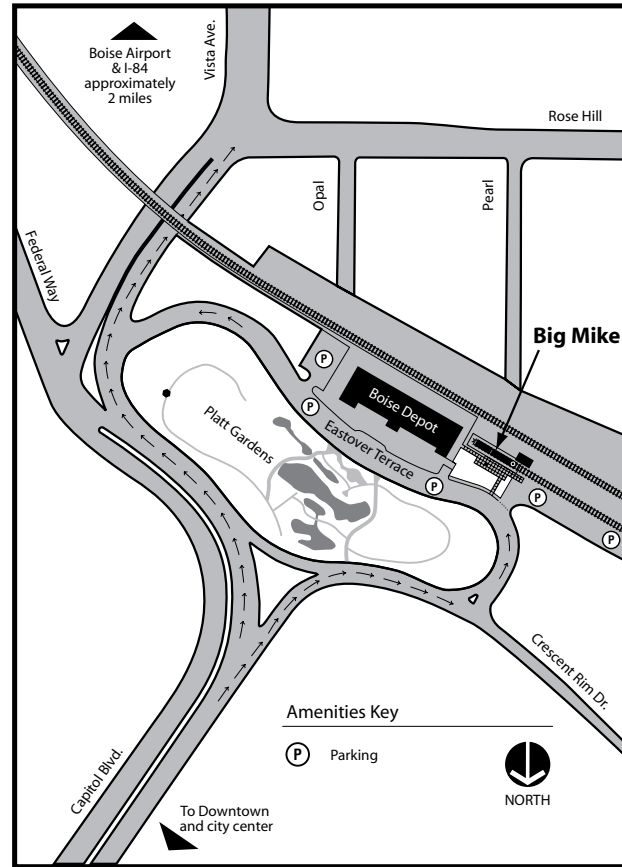 Boise Airport
& I-84
approximately
2 miles
Vista Ave.
Rose Hill
Opal
Pearl
Federal Way
Big Mike
P
Boise Depot
P
Platt Gardens
Eastover Terrace
P
P
P
Crescent Rim Dr.
Amenities Key
P Parking
Capitol Blvd.
NORTH
To Downtown
and city center